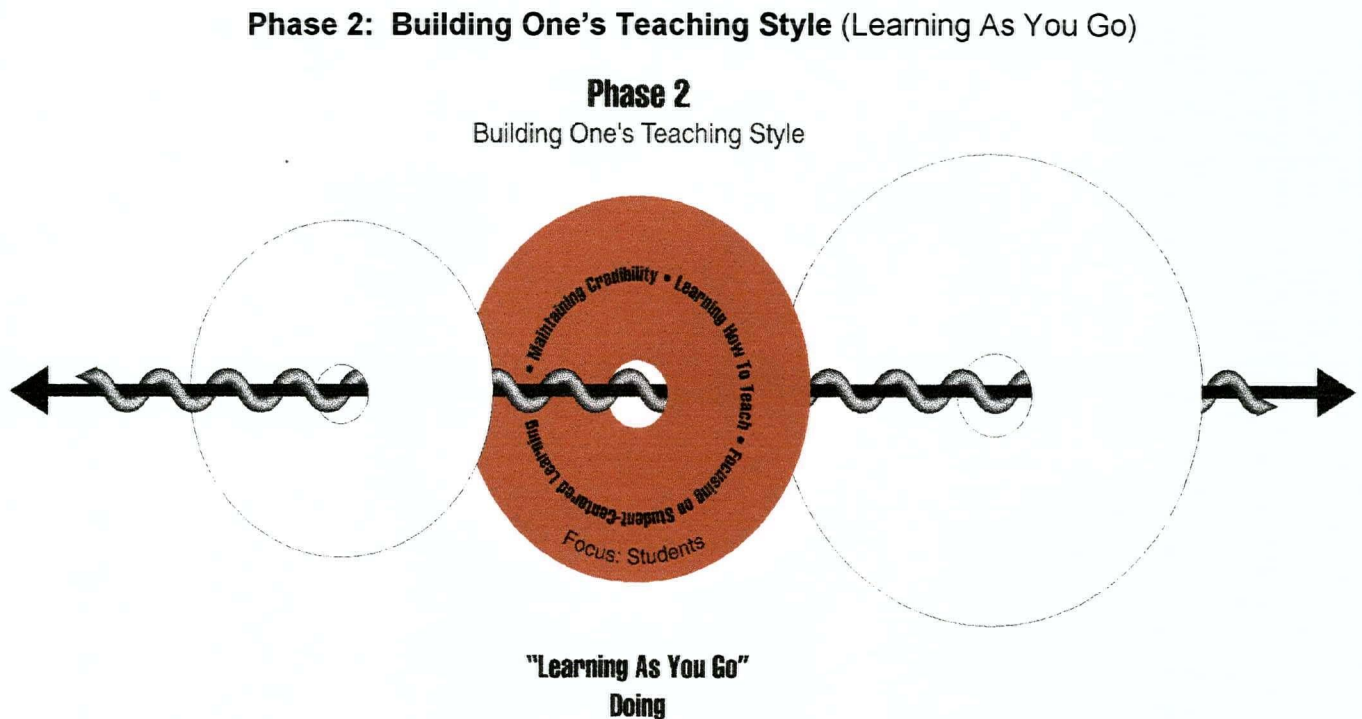 Phase 2: Building One's Teaching Style (Learning As You Go)
Phase 2
Building One's Teaching Style
• Maintaining Credibility • Learning How To Teach • Focusing on Student-Centered Learning
Focus: Students
"Learning As You Go"
Doing